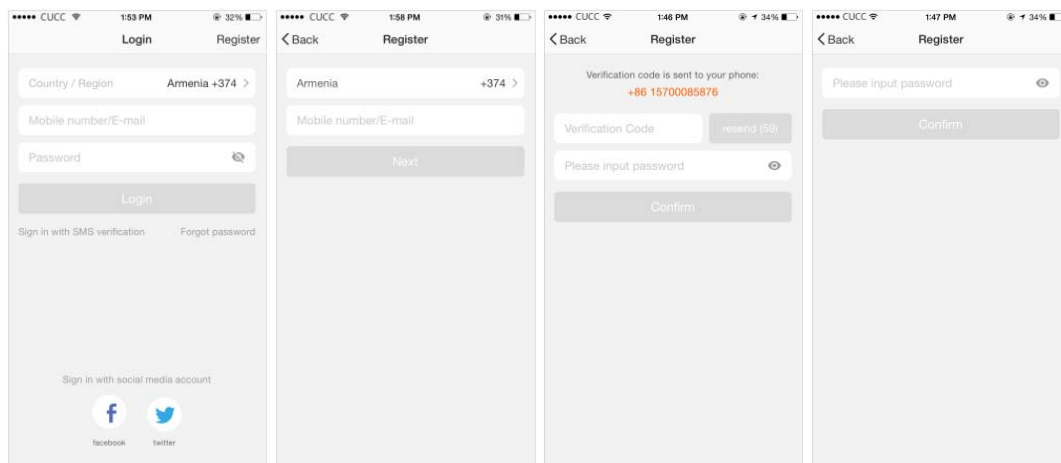 CUCC 1:53 PM 32%
Login Register
Country / Region Armenia +374 >
Mobile number/E-mail
Password
Login
Sign in with SMS verification Forgot password
Sign in with social media account
facebook twitter
CUCC 1:58 PM 31%
Back Register
Armenia +374 >
Mobile number/E-mail
Next
CUCC 1:46 PM 34%
Back Register
Verification code is sent to your phone:
+86 15700085876
Verification Code resend (59)
Please input password
Confirm
CUCC 1:47 PM 34%
Back Register
Please input password
Confirm